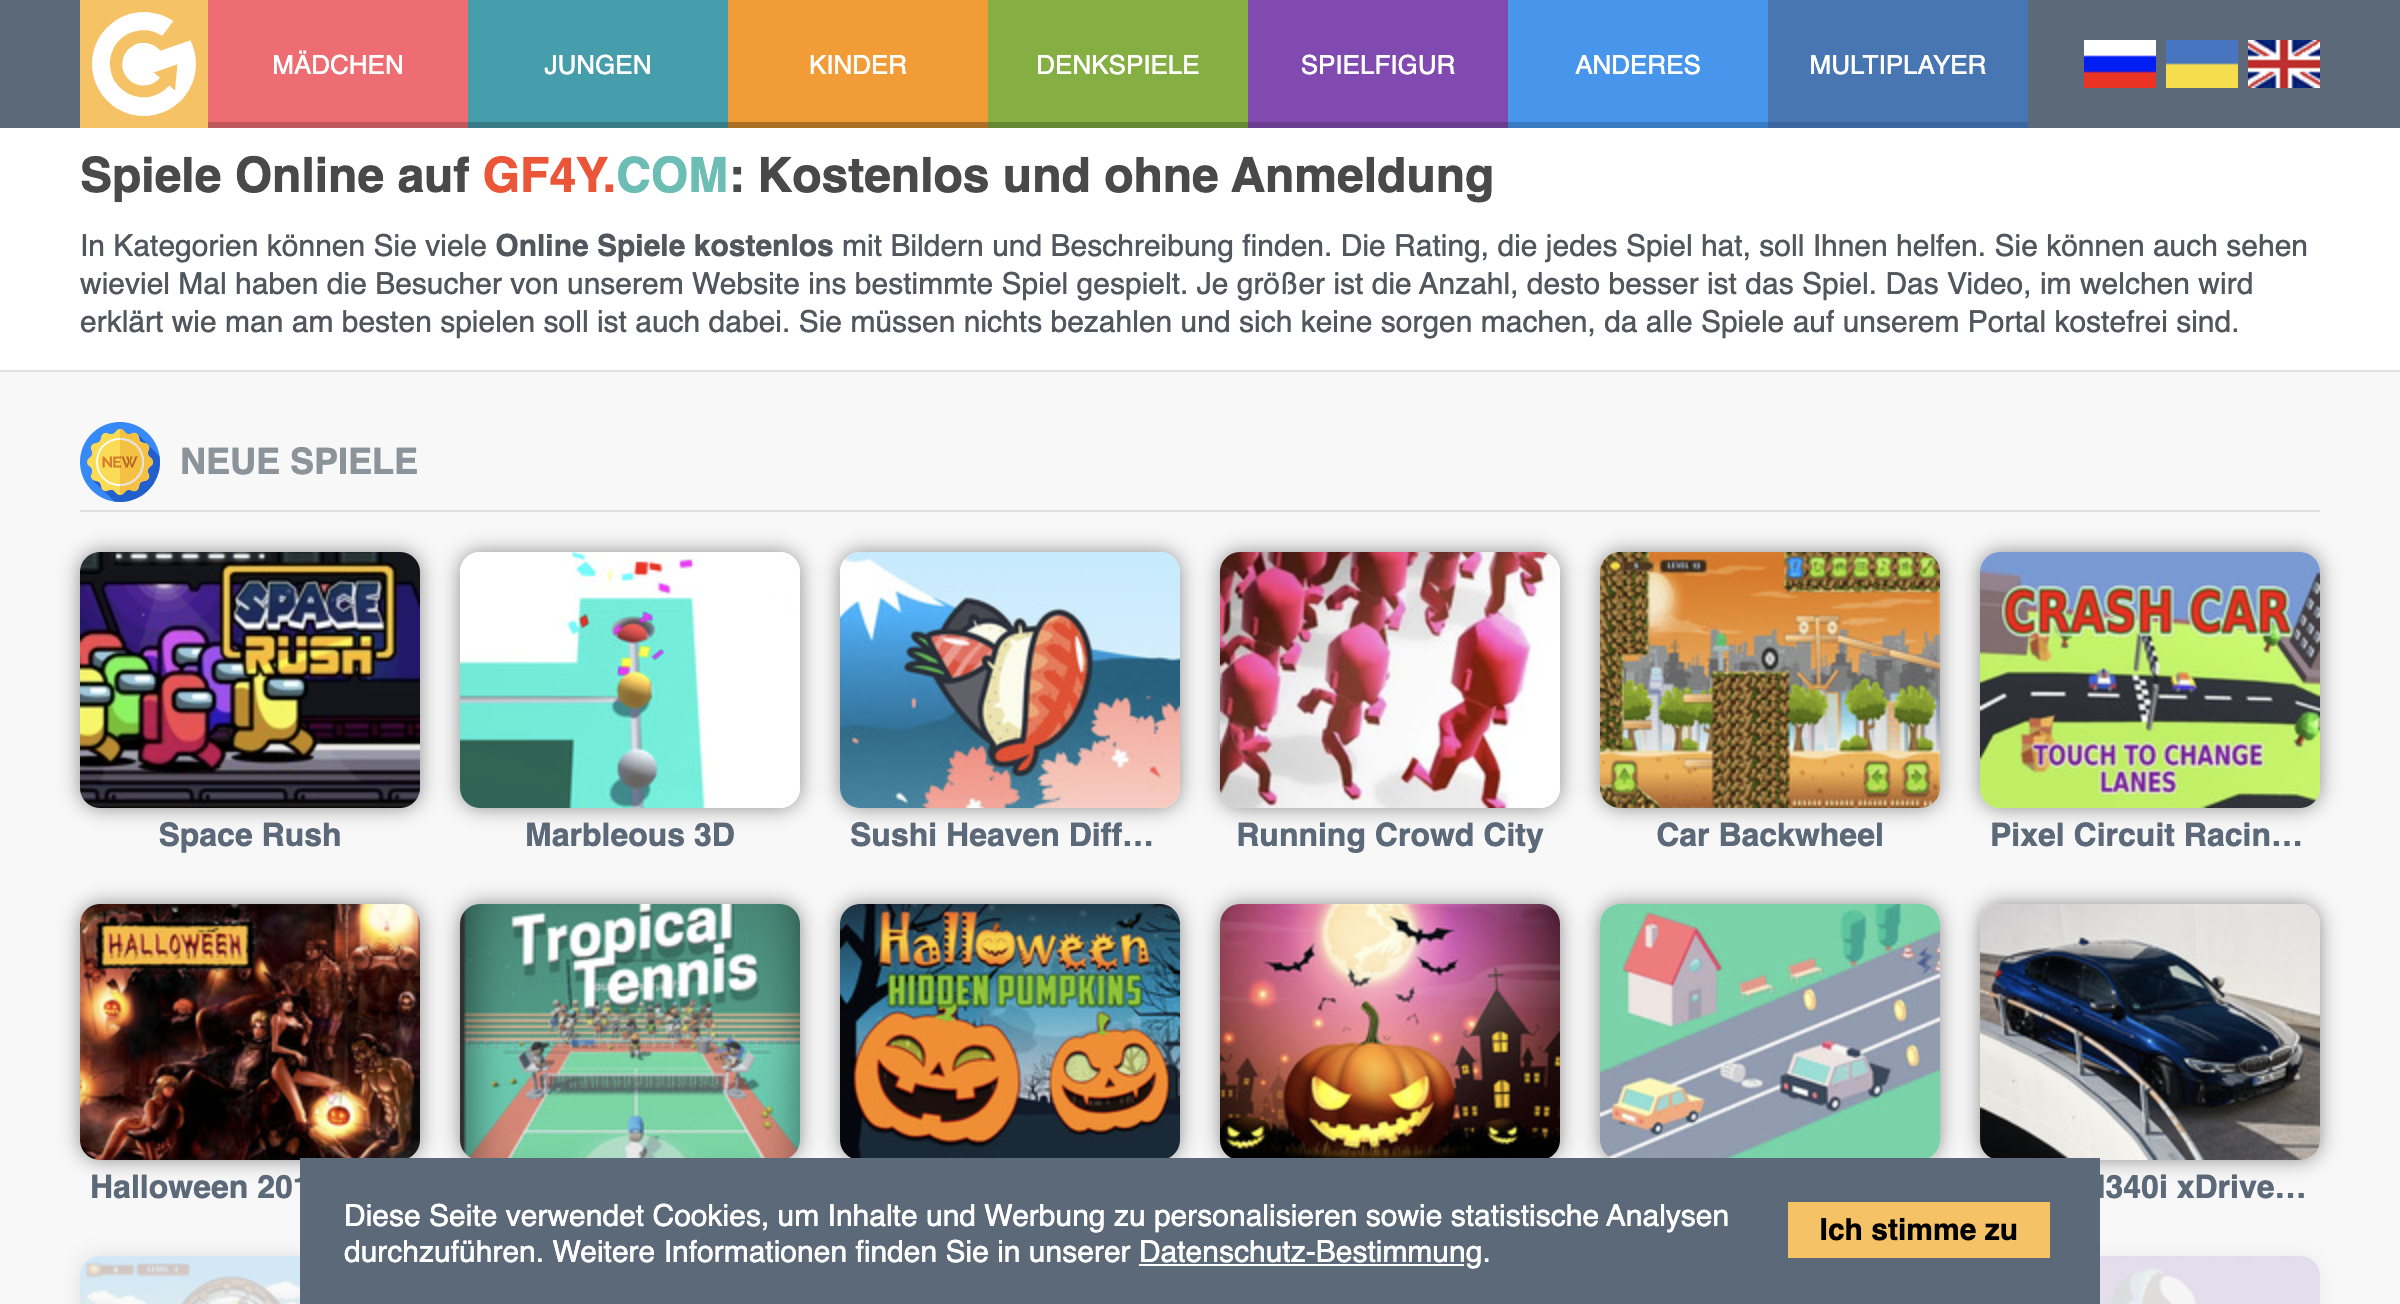 MÄDCHEN
JUNGEN
KINDER
DENKSPIELE
SPIELFIGUR
ANDERES
MULTIPLAYER
Spiele Online auf GF4Y.COM: Kostenlos und ohne Anmeldung
In Kategorien können Sie viele Online Spiele kostenlos mit Bildern und Beschreibung finden. Die Rating, die jedes Spiel hat, soll Ihnen helfen. Sie können auch sehen
wieviel Mal haben die Besucher von unserem Website ins bestimmte Spiel gespielt. Je größer ist die Anzahl, desto besser ist das Spiel. Das Video, im welchen wird
erklärt wie man am besten spielen soll ist auch dabei. Sie müssen nichts bezahlen und sich keine sorgen machen, da alle Spiele auf unserem Portal kostefrei sind.
NEW
NEUE SPIELE
SPACE
RUSH
CRASH CAR
TOUCH TO CHANGE
LANES
Space Rush
Marbleous 3D
Sushi Heaven Diff...
Running Crowd City
Car Backwheel
Pixel Circuit Racin...
HALLOWEEN
Tropical
Tennis
Halloween
HIDDEN PUMPKINS
Halloween 201
340i xDrive...
Diese Seite verwendet Cookies, um Inhalte und Werbung zu personalisieren sowie statistische Analysen
durchzuführen. Weitere Informationen finden Sie in unserer Datenschutz-Bestimmung.
Ich stimme zu